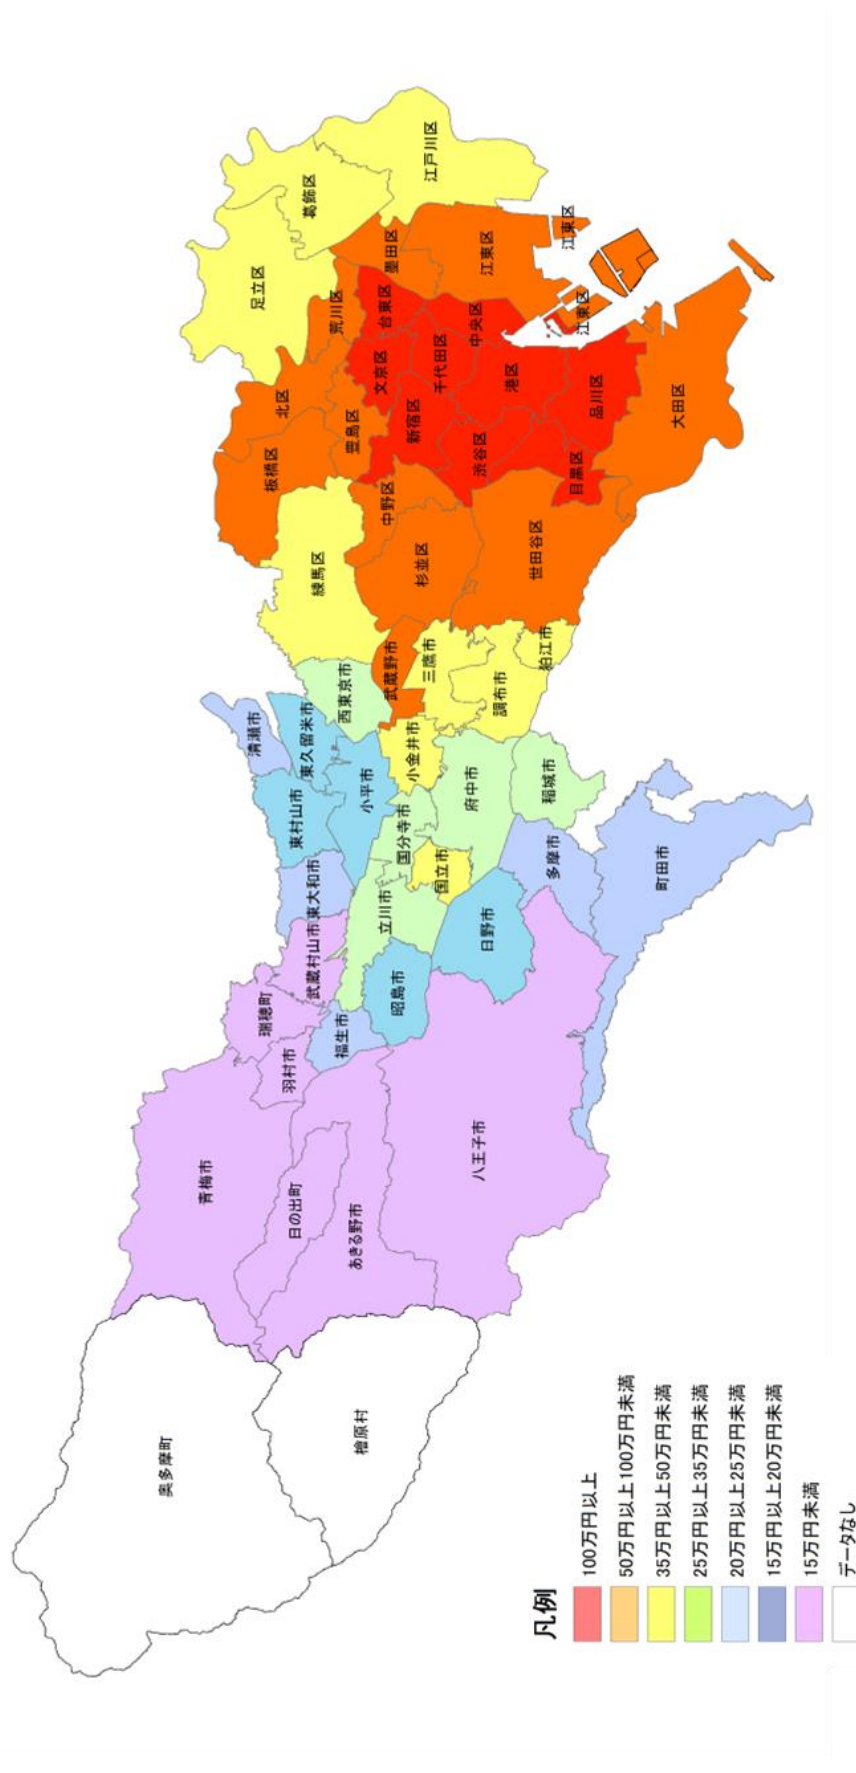 奥多摩町
檜原村
青梅市
日の出町
あきる野市
八王子市
羽村市
瑞穂町
福生市
武蔵村山市
昭島市
立川市
東大和市
日野市
国立市
国分寺市
東村山市
小平市
多摩市
町田市
府中市
稲城市
清瀬市
東久留米市
西東京市
小金井市
武蔵野市
三鷹市
調布市
狛江市
練馬区
杉並区
世田谷区
中野区
板橋区
北区
豊島区
新宿区
渋谷区
目黒区
文京区
千代田区
港区
品川区
大田区
荒川区
台東区
中央区
足立区
墨田区
江東区
江東区
江東区
葛飾区
江戸川区
凡例
100万円以上
50万円以上100万円未満
35万円以上50万円未満
25万円以上35万円未満
20万円以上25万円未満
15万円以上20万円未満
15万円未満
データなし